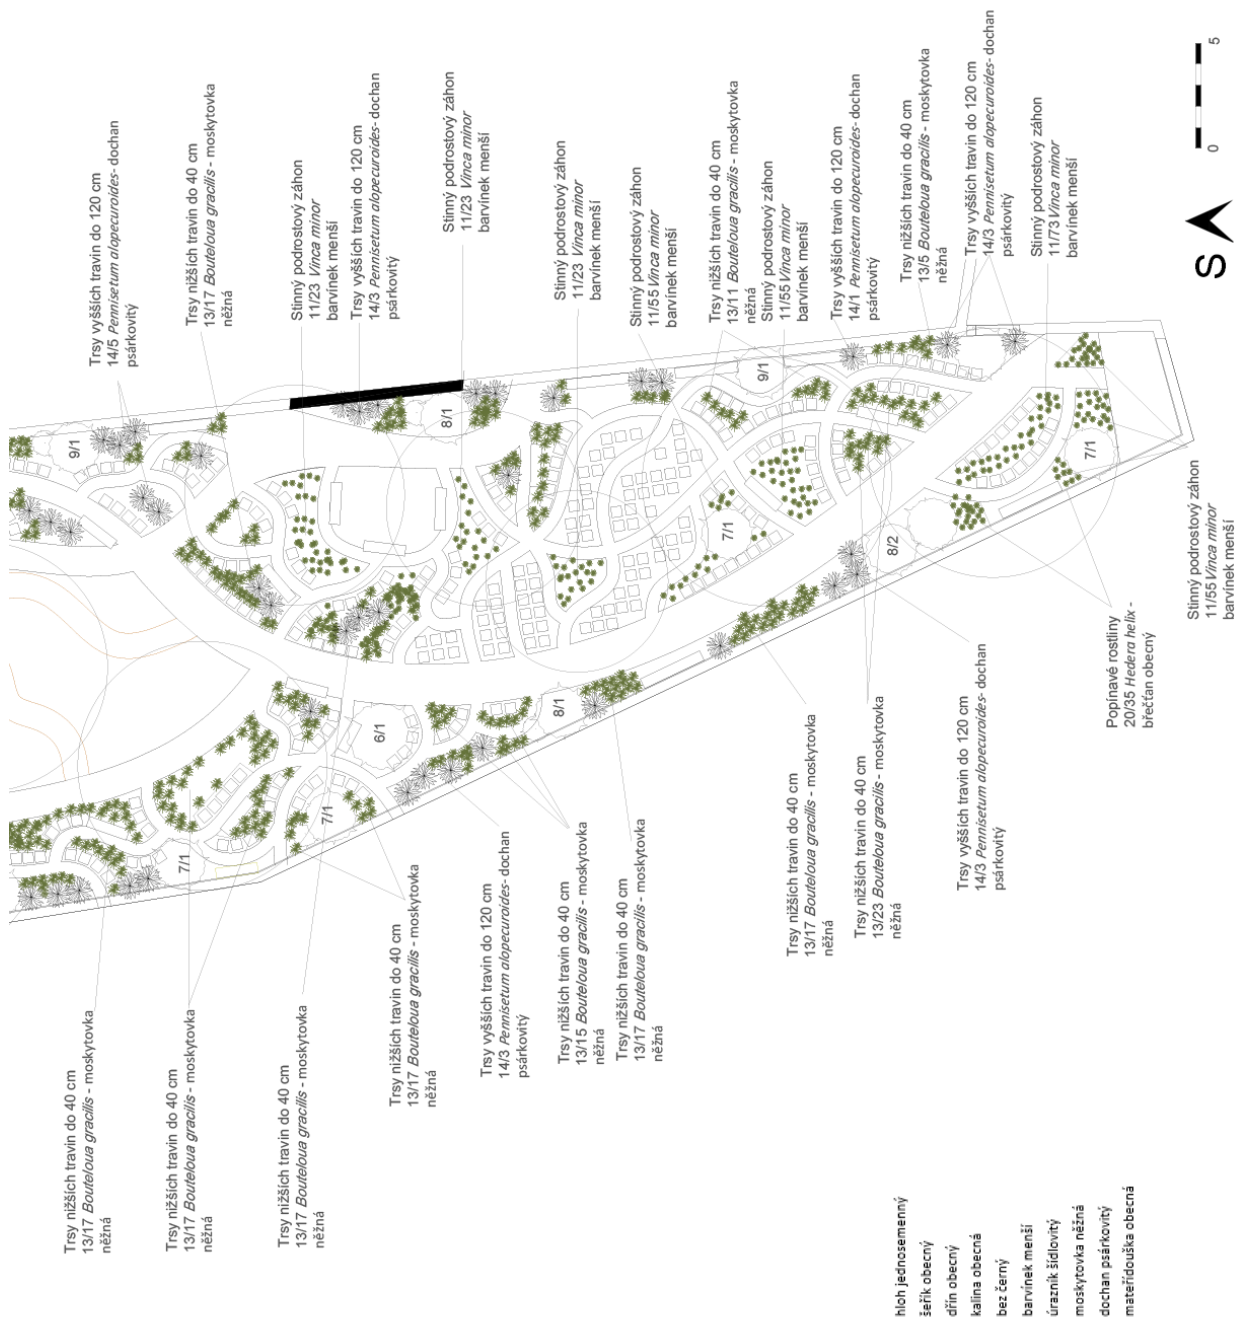 Trsy vyšších travin do 120 cm
14/5 Pennisetum alopecuroides- dochan
psárkovitý
Trsy nižších travin do 40 cm
13/17 Bouteloua gracilis - moskytovka
něžná
Stinný podrostový záhon
11/23 Vinca minor
barvínek menší
Trsy vyšších travin do 120 cm
14/3 Pennisetum alopecuroides- dochan
psárkovitý
Stinný podrostový záhon
11/23 Vinca minor
barvínek menší
Stinný podrostový záhon
11/23 Vinca minor
barvínek menší
Stinný podrostový záhon
11/55 Vinca minor
barvínek menší
Trsy nižších travin do 40 cm
13/11 Bouteloua gracilis - moskytovka
něžná
Stinný podrostový záhon
11/55 Vinca minor
barvínek menší
Trsy vyšších travin do 120 cm
14/1 Pennisetum alopecuroides- dochan
psárkovitý
Trsy nižších travin do 40 cm
13/5 Bouteloua gracilis - moskytovka
něžná
Trsy vyšších travin do 120 cm
14/3 Pennisetum alopecuroides- dochan
psárkovitý
Stinný podrostový záhon
11/73 Vinca minor
barvínek menší
0
5
S
9/1
8/1
9/1
7/1
7/1
8/2
6/1
8/1
7/1
7/1
Trsy nižších travin do 40 cm
13/17 Bouteloua gracilis - moskytovka
něžná
Trsy nižších travin do 40 cm
13/17 Bouteloua gracilis - moskytovka
něžná
Trsy nižších travin do 40 cm
13/17 Bouteloua gracilis - moskytovka
něžná
Trsy nižších travin do 40 cm
13/17 Bouteloua gracilis - moskytovka
něžná
Trsy vyšších travin do 120 cm
14/3 Pennisetum alopecuroides- dochan
psárkovitý
Trsy nižších travin do 40 cm
13/15 Bouteloua gracilis - moskytovka
něžná
Trsy nižších travin do 40 cm
13/17 Bouteloua gracilis - moskytovka
něžná
Trsy nižších travin do 40 cm
13/17 Bouteloua gracilis - moskytovka
něžná
Trsy nižších travin do 40 cm
13/23 Bouteloua gracilis - moskytovka
něžná
Trsy vyšších travin do 120 cm
14/3 Pennisetum alopecuroides- dochan
psárkovitý
Popínavé rostliny
20/35 Hedera helix -
břečťan obecný
Stinný podrostový záhon
11/55 Vinca minor
barvínek menší
hloh jednosemenný
šeřík obecný
dřín obecný
kalina obecná
bez černý
barvínek menší
úrazník šídlovitý
moskytovka něžná
dochan psárkovitý
mateřídouška obecná